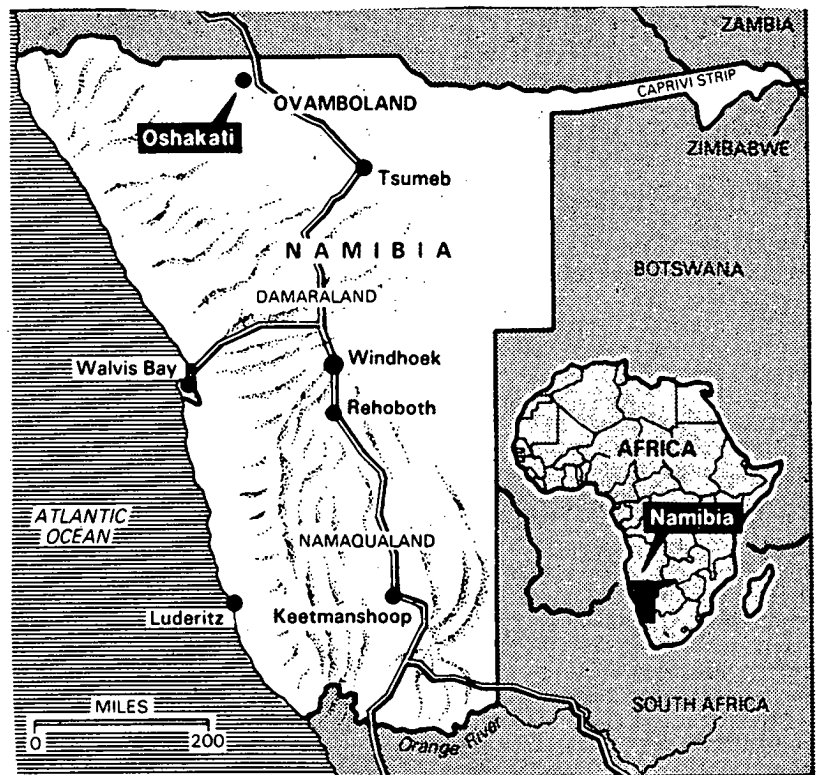 ZAMBIA
CAPRIVI STRIP
OVAMBOLAND
Oshakati
ZIMBABWE
Tsumeb
NAMIBIA
BOTSWANA
DAMARALAND
Walvis Bay
Windhoek
Rehoboth
AFRICA
Namibia
ATLANTIC
OCEAN
NAMAQUALAND
Luderitz
Keetmanshoop
MILES
0 200
SOUTH AFRICA
Orange River